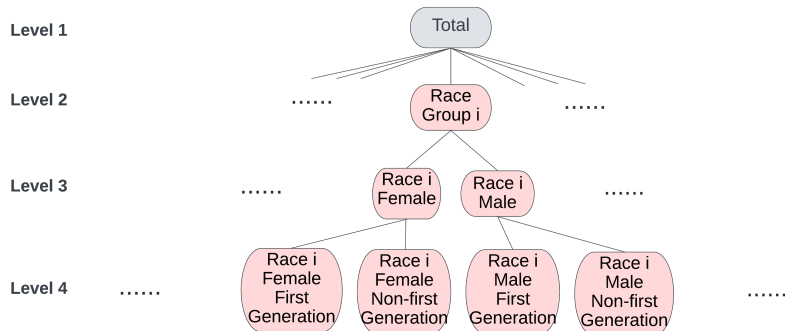 Level 1
Total
Level 2
......
Race
Group i
......
Level 3
......
Race i
Female
Race i
Male
......
Level 4
......
Race i
Female
First
Generation
Race i
Female
Non-first
Generation
Race i
Male
First
Generation
Race i
Male
Non-first
Generation
......